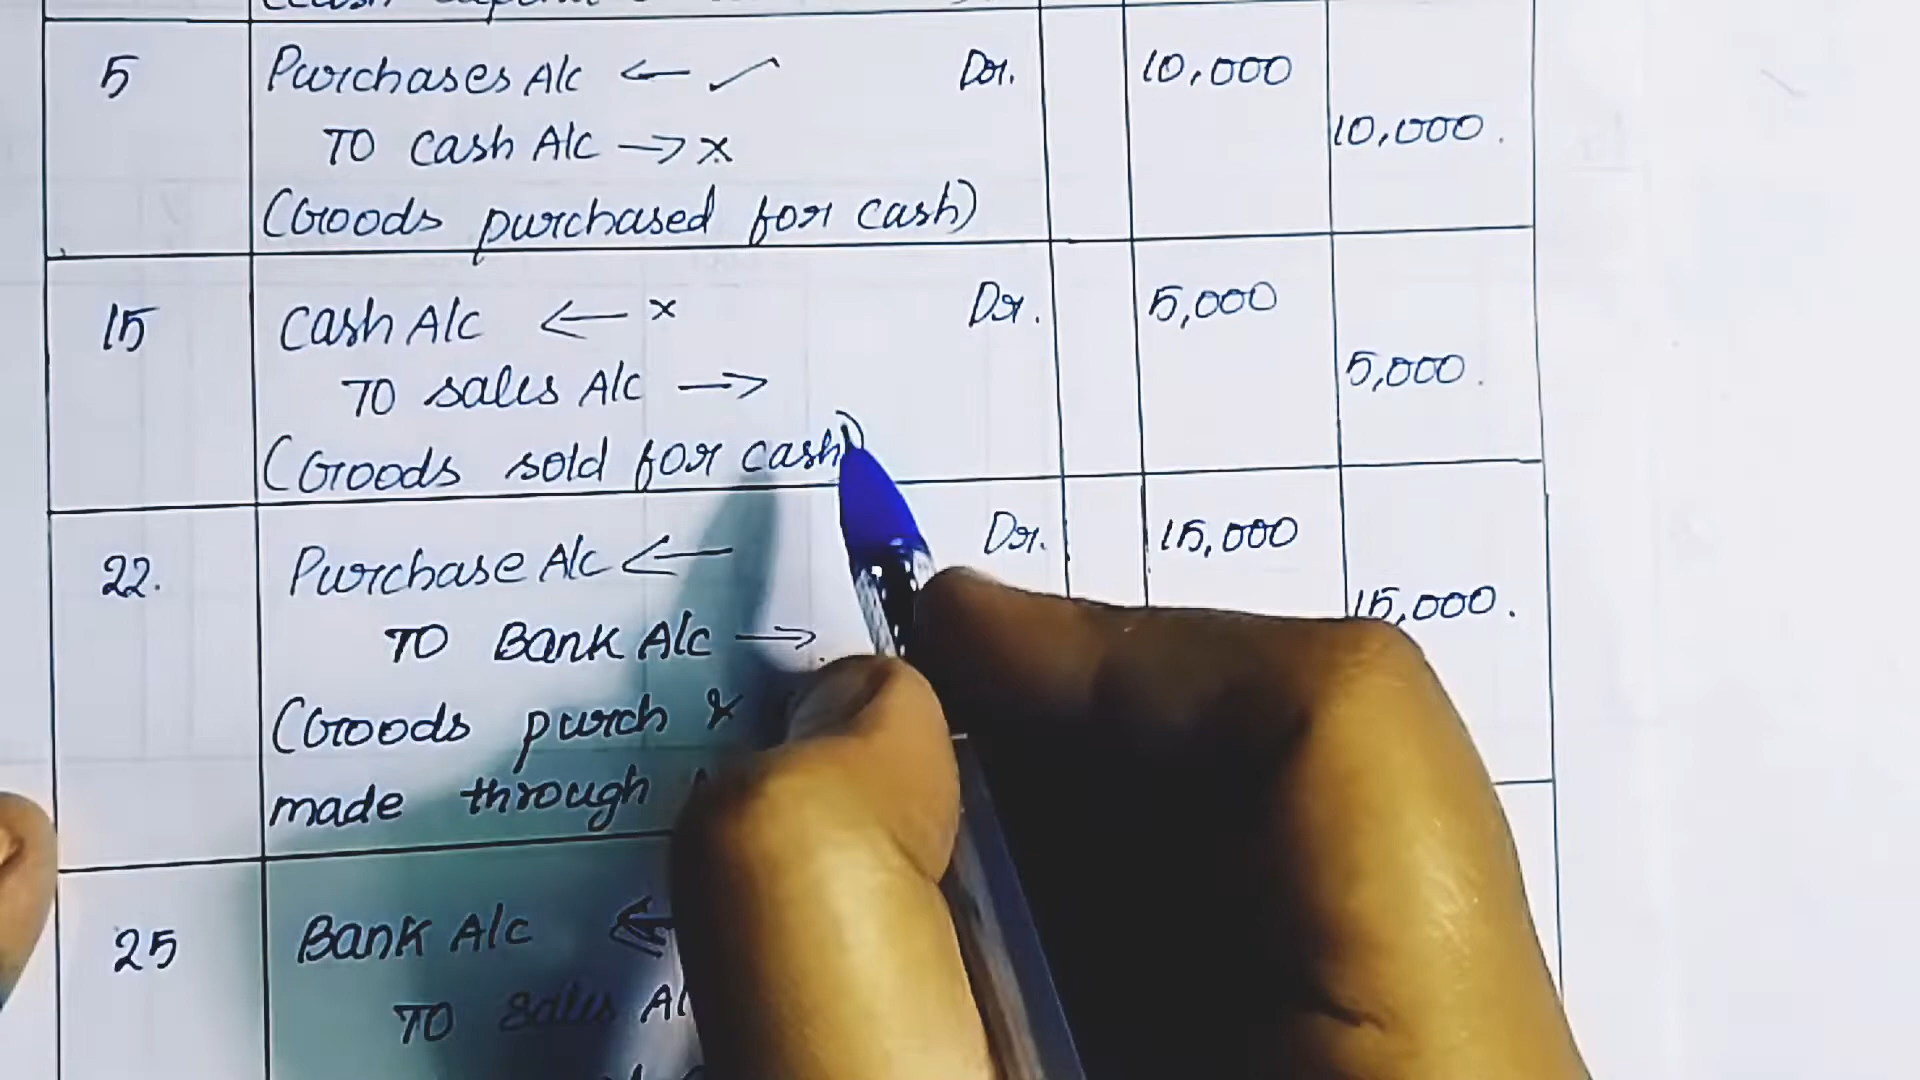 5 Purchases A/c ← ✓ Dr. 10,000
To cash A/c → x 10,000.
(Goods purchased for cash)
15 Cash A/c ← x Dr. 5,000
To sales A/c → 5,000.
(Goods sold for cash)
22. Purchase A/c ← Dr. 15,000
To Bank A/c → 15,000.
(Goods purch &
made through
25 Bank A/c ←
To sales A/